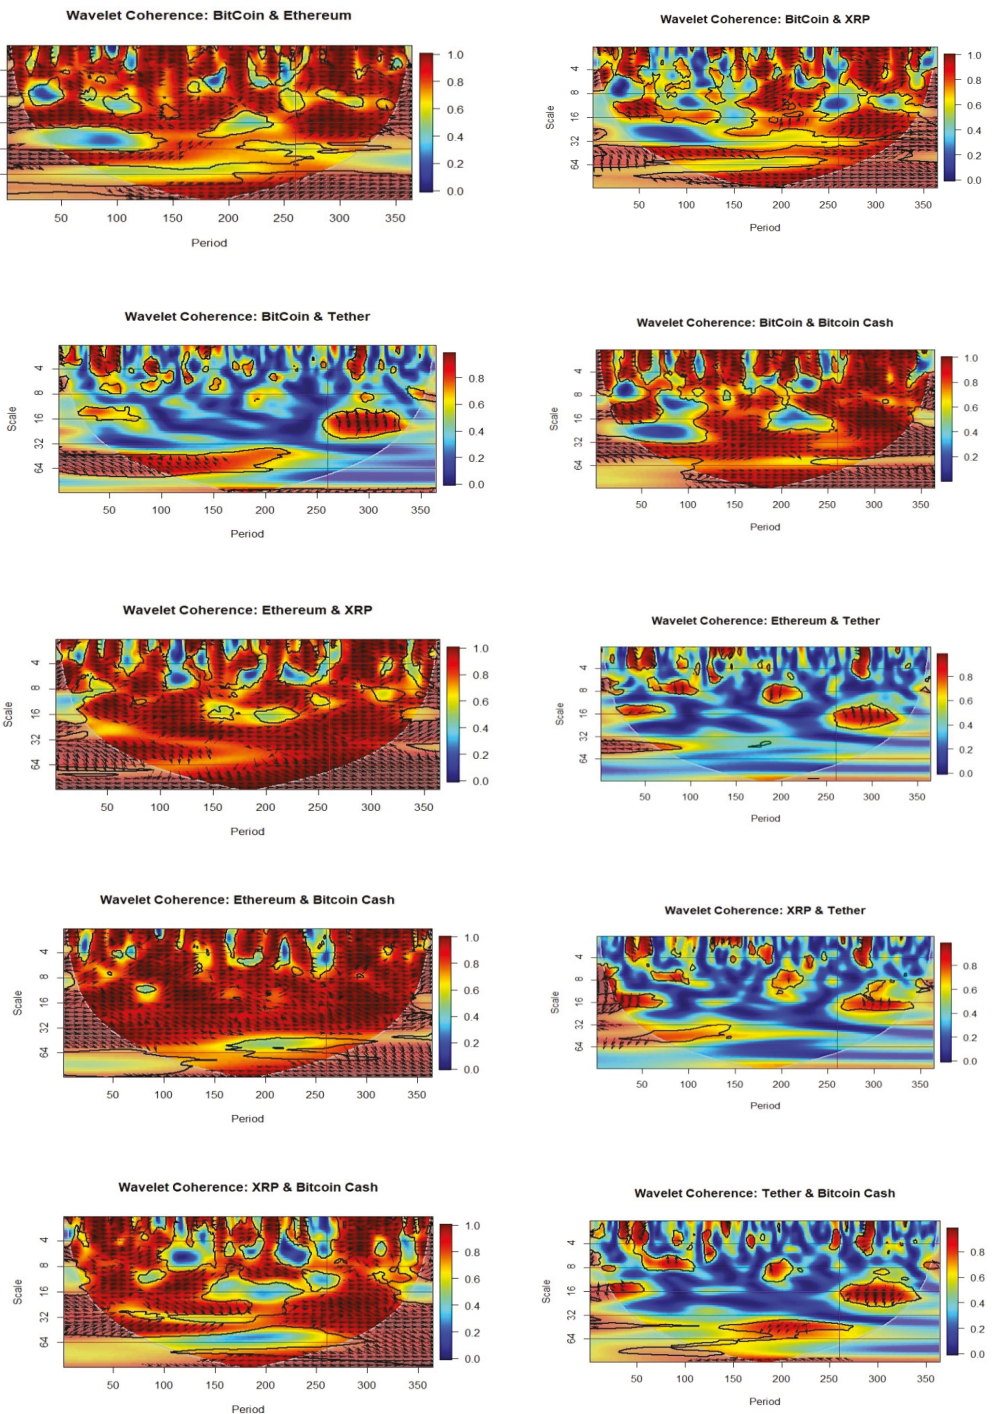 Wavelet Coherence: BitCoin & Ethereum
1.0
0.8
0.6
0.4
0.2
0.0
50 100 150 200 250 300 350
Period
Wavelet Coherence: BitCoin & XRP
Scale
4
8
16
32
64
1.0
0.8
0.6
0.4
0.2
0.0
50 100 150 200 250 300 350
Period
Wavelet Coherence: BitCoin & Tether
Scale
4
8
16
32
64
0.8
0.6
0.4
0.2
0.0
50 100 150 200 250 300 350
Period
Wavelet Coherence: BitCoin & Bitcoin Cash
Scale
4
8
16
32
64
1.0
0.8
0.6
0.4
0.2
50 100 150 200 250 300 350
Period
Wavelet Coherence: Ethereum & XRP
Scale
4
8
16
32
64
1.0
0.8
0.6
0.4
0.2
0.0
50 100 150 200 250 300 350
Period
Wavelet Coherence: Ethereum & Tether
Scale
4
8
16
32
64
0.8
0.6
0.4
0.2
0.0
50 100 150 200 250 300 350
Period
Wavelet Coherence: Ethereum & Bitcoin Cash
Scale
4
8
16
32
64
1.0
0.8
0.6
0.4
0.2
0.0
50 100 150 200 250 300 350
Period
Wavelet Coherence: XRP & Tether
Scale
4
8
16
32
64
0.8
0.6
0.4
0.2
0.0
50 100 150 200 250 300 350
Period
Wavelet Coherence: XRP & Bitcoin Cash
Scale
4
8
16
32
64
1.0
0.8
0.6
0.4
0.2
0.0
50 100 150 200 250 300 350
Period
Wavelet Coherence: Tether & Bitcoin Cash
Scale
4
8
16
32
64
0.8
0.6
0.4
0.2
0.0
50 100 150 200 250 300 350
Period